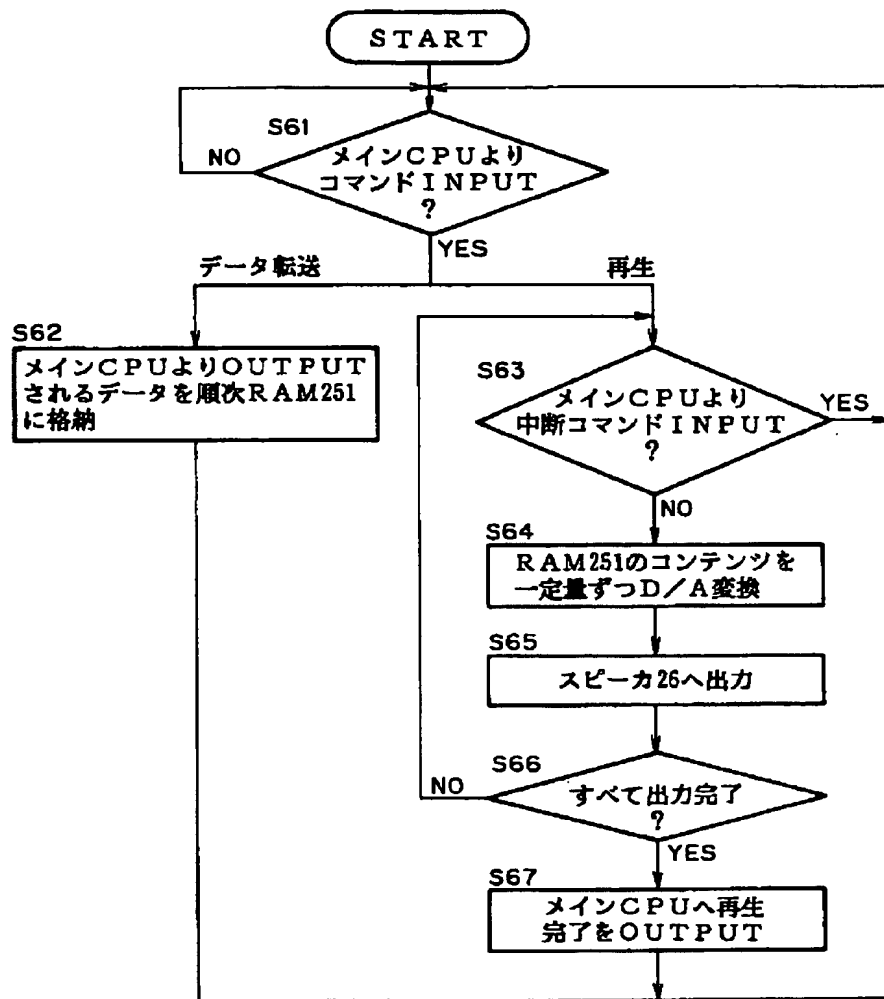 START
S61
メインCPUより
コマンドINPUT
?
NO
YES
データ転送
再生
S62
メインCPUよりOUTPUT
されるデータを順次RAM251
に格納
S63
メインCPUより
中断コマンドINPUT
?
YES
NO
S64
RAM251のコンテンツを
一定量ずつD/A変換
S65
スピーカ26へ出力
S66
すべて出力完了
?
NO
YES
S67
メインCPUへ再生
完了をOUTPUT